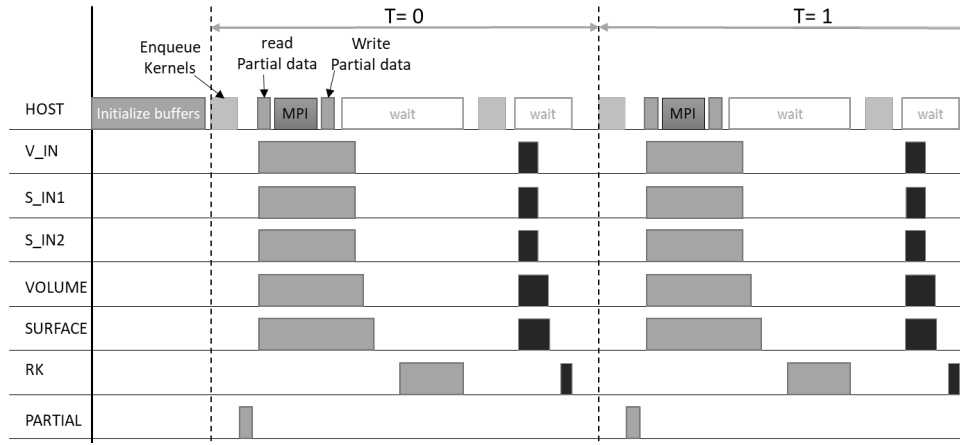 T= 0
T= 1
Enqueue
Kernels
read
Partial data
Write
Partial data
HOST
Initialize buffers
MPI
wait
wait
MPI
wait
wait
V_IN
S_IN1
S_IN2
VOLUME
SURFACE
RK
PARTIAL